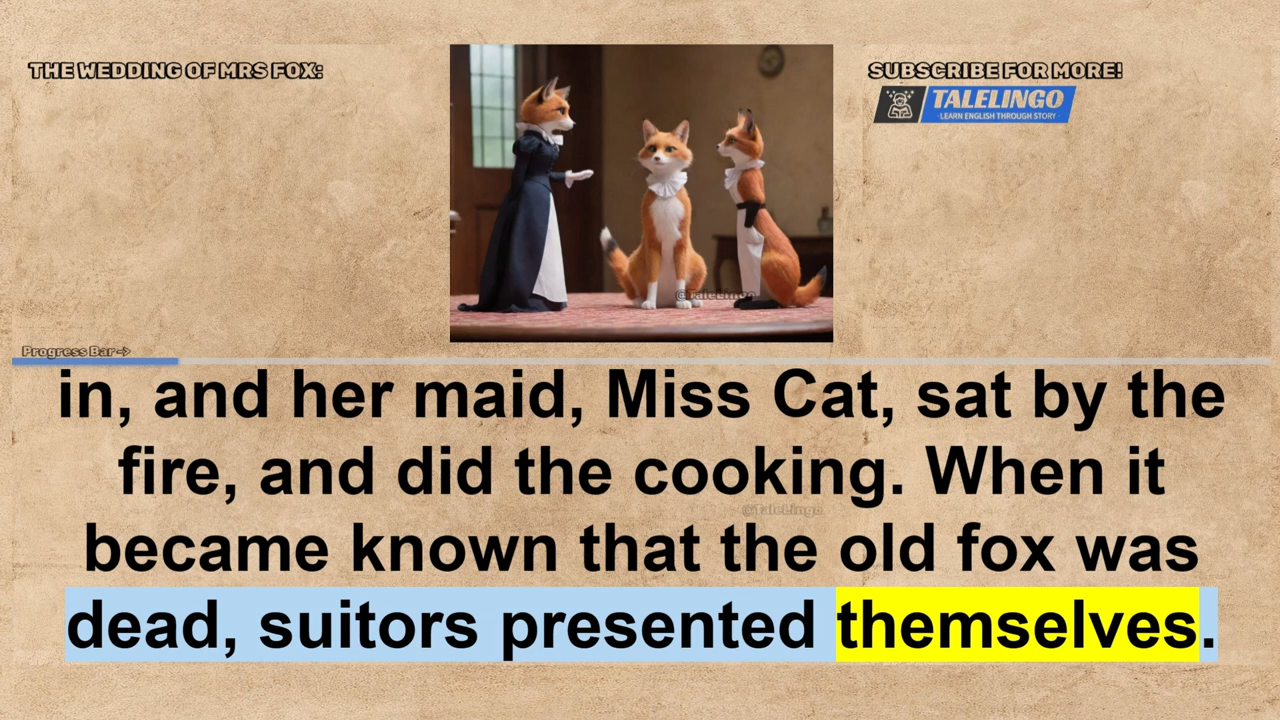 THE WEDDING OF MRS FOX:
SUBSCRIBE FOR MORE!
TALELINGO
· LEARN ENGLISH THROUGH STORY ·
@TaleLingo
Progress Bar->
in, and her maid, Miss Cat, sat by the
fire, and did the cooking. When it
@TaleLingo
became known that the old fox was
dead, suitors presented themselves.